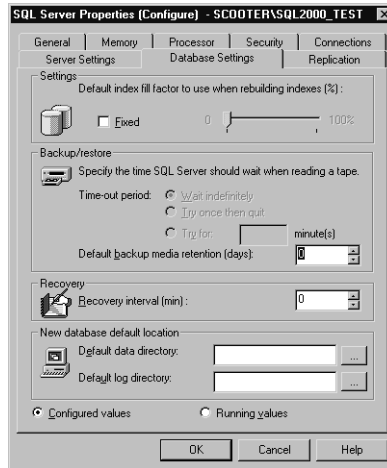 SQL Server Properties (Configure) - SCOOTER\SQL2000_TEST
General Memory Processor Security Connections
Server Settings Database Settings Replication
Settings
Default index fill factor to use when rebuilding indexes (%) :
Fixed 0 100%
Backup/restore
Specify the time SQL Server should wait when reading a tape.
Time-out period: Wait indefinitely
Try once then quit
Try for: minute(s)
Default backup media retention (days): 0
Recovery
Recovery interval (min) : 0
New database default location
Default data directory: ...
Default log directory: ...
Configured values Running values
OK Cancel Help